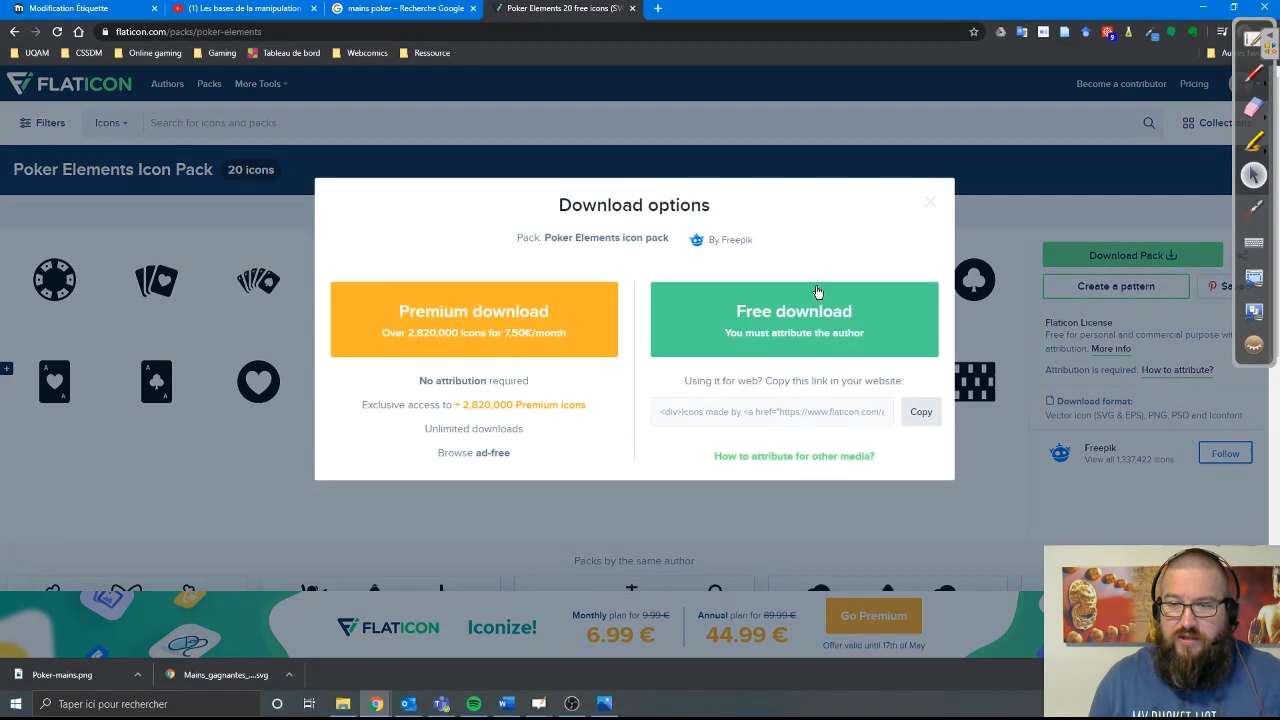 Modification Étiquette
(1) Les bases de la manipulation
mains poker – Recherche Google
Poker Elements 20 free icons (SV
flaticon.com/packs/poker-elements
UQAM
CSSDM
Online gaming
Gaming
Tableau de bord
Webcomics
Ressource
Autres
FLATICON
Authors
Packs
More Tools
Become a contributor
Pricing
Filters
Icons
Search for icons and packs
Collections
Poker Elements Icon Pack
20 icons
Download options
Pack: Poker Elements icon pack
By Freepik
Premium download
Over 2,820,000 icons for 7,50€/month
No attribution required
Exclusive access to + 2,820,000 Premium icons
Unlimited downloads
Browse ad-free
Free download
You must attribute the author
Using it for web? Copy this link in your website:
<div>Icons made by <a href="https://www.flaticon.com/a
Copy
How to attribute for other media?
Download Pack
Create a pattern
Flaticon License
Free for personal and commercial purpose with
attribution. More info
Attribution is required. How to attribute?
Download format:
Vector icon (SVG & EPS), PNG, PSD and Iconfont
Freepik
View all 1,337,422 icons
Follow
Packs by the same author
FLATICON
Iconize!
Monthly plan for 9.99 €
6.99 €
Annual plan for 89.99 €
44.99 €
Go Premium
Offer valid until 17th of May
Poker-mains.png
Mains_gagnantes_...svg
Taper ici pour rechercher
MY BUCKET LIST